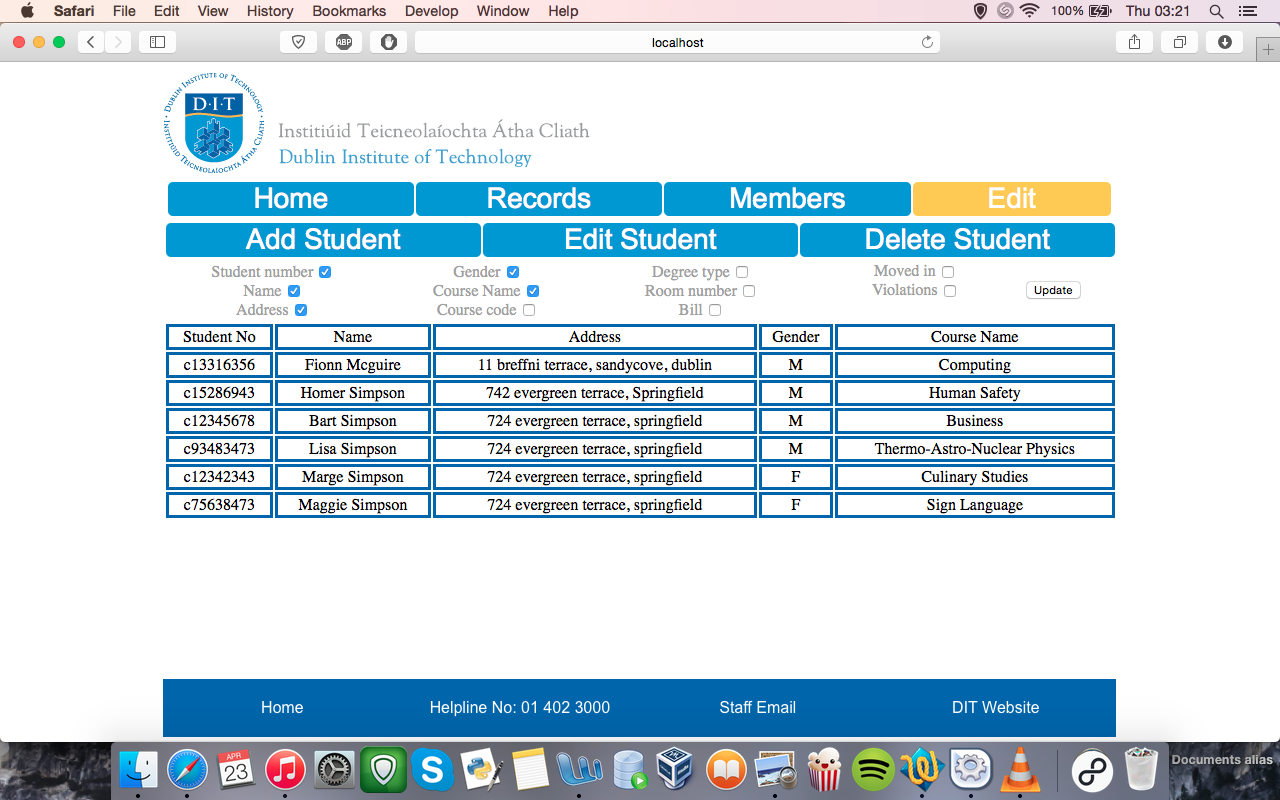 Safari File Edit View History Bookmarks Develop Window Help 100% Thu 03:21
ABP localhost
DUBLIN INSTITUTE OF TECHNOLOGY
INSTITIÚID TEICNEOLAÍOCHTA ÁTHA CLIATH
D·I·T
Institiúid Teicneolaíochta Átha Cliath
Dublin Institute of Technology
Home Records Members Edit
Add Student Edit Student Delete Student
Student number Gender Degree type Moved in
Name Course Name Room number Violations Update
Address Course code Bill
Student No Name Address Gender Course Name
c13316356 Fionn Mcguire 11 breffni terrace, sandycove, dublin M Computing
c15286943 Homer Simpson 742 evergreen terrace, Springfield M Human Safety
c12345678 Bart Simpson 724 evergreen terrace, springfield M Business
c93483473 Lisa Simpson 724 evergreen terrace, springfield M Thermo-Astro-Nuclear Physics
c12342343 Marge Simpson 724 evergreen terrace, springfield F Culinary Studies
c75638473 Maggie Simpson 724 evergreen terrace, springfield F Sign Language
Home Helpline No: 01 402 3000 Staff Email DIT Website
APR
23
Documents alias